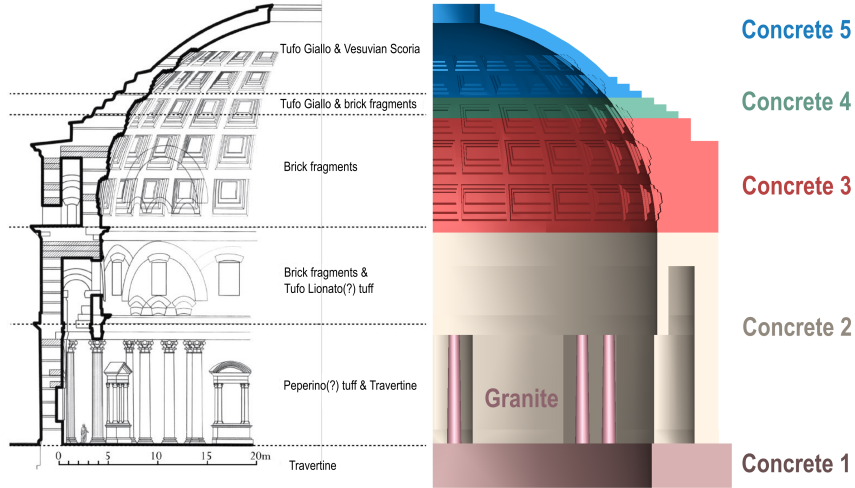 Tufo Giallo & Vesuvian Scoria
Tufo Giallo & brick fragments
Brick fragments
Brick fragments &
Tufo Lionato(?) tuff
Peperino(?) tuff & Travertine
Travertine
0 5 10 15 20m
Concrete 5
Concrete 4
Concrete 3
Concrete 2
Granite
Concrete 1